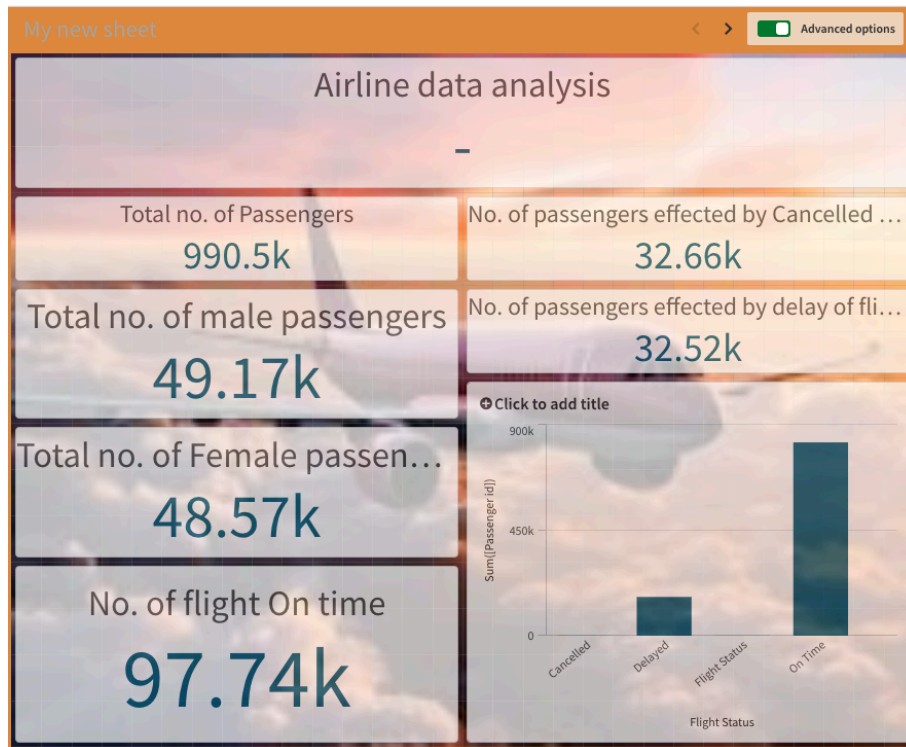 My new sheet
Advanced options
Airline data analysis
-
Total no. of Passengers
990.5k
No. of passengers effected by Cancelled ...
32.66k
Total no. of male passengers
49.17k
No. of passengers effected by delay of fli...
32.52k
Total no. of Female passen...
48.57k
No. of flight On time
97.74k
Click to add title
900k
450k
0
Sum([Passenger id])
Cancelled
Delayed
Flight Status
On Time
Flight Status